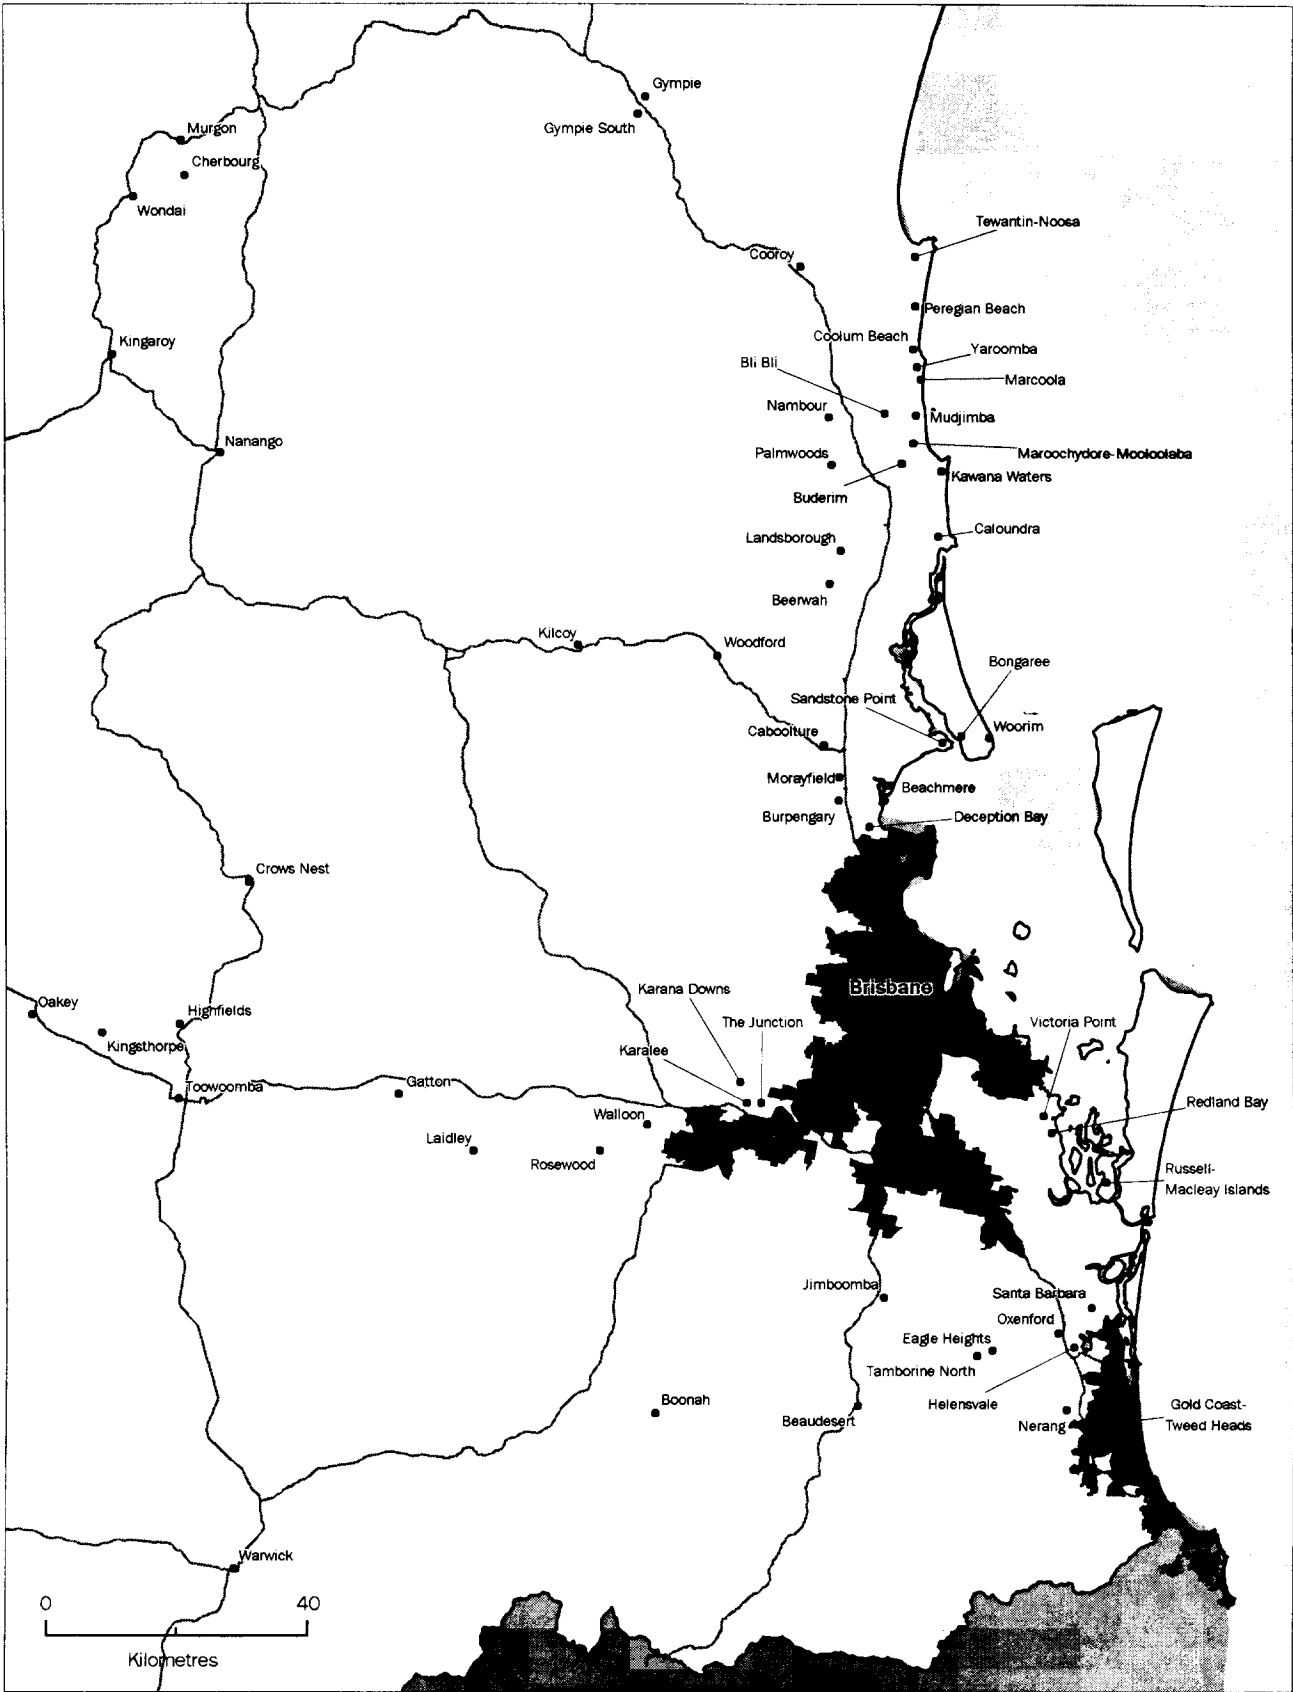 Gympie
Gympie South
Murgon
Cherbourg
Wondai
Tewantin-Noosa
Cooroy
Peregian Beach
Coolum Beach
Kingaroy
Yaroomba
Bli Bli
Marcoola
Nambour
Mudjimba
Nanango
Palmwoods
Maroochydore-Mooloolaba
Kawana Waters
Buderim
Landsborough
Caloundra
Beerwah
Kilcoy
Woodford
Bongaree
Sandstone Point
Woorim
Caboolture
Morayfield
Beachmere
Burpengary
Deception Bay
Crows Nest
Brisbane
Karana Downs
Oakey
Highfields
The Junction
Victoria Point
Kingsthorpe
Karalee
Toowoomba
Gatton
Redland Bay
Walloon
Laidley
Rosewood
Russell-
Macleay Islands
Jimboomba
Santa Barbara
Oxenford
Eagle Heights
Tamborine North
Boonah
Helensvale
Gold Coast-
Tweed Heads
Beaudesert
Nerang
Warwick
0 40
Kilometres